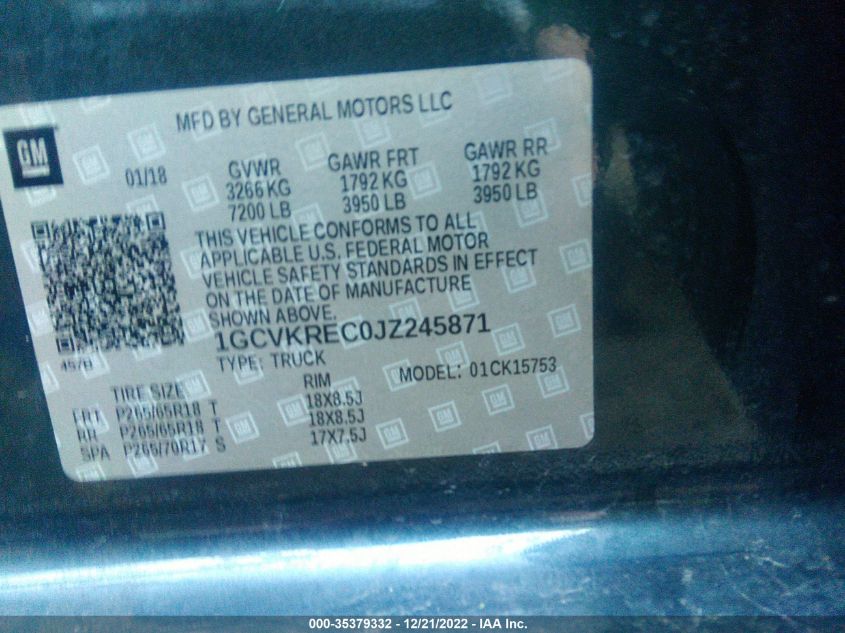 MFD BY GENERAL MOTORS LLC
GM
01/18
GVWR GAWR FRT GAWR RR
3266 KG 1792 KG 1792 KG
7200 LB 3950 LB 3950 LB
THIS VEHICLE CONFORMS TO ALL
APPLICABLE U.S. FEDERAL MOTOR
VEHICLE SAFETY STANDARDS IN EFFECT
ON THE DATE OF MANUFACTURE
SHOWN ABOVE.
1GCVKREC0JZ245871
TYPE: TRUCK
MODEL: 01CK15753
TIRE SIZE RIM
FRT P265/65R18 T 18X8.5J
RR P265/65R18 T 18X8.5J
SPA P265/70R17 S 17X7.5J
000-35379332 - 12/21/2022 - IAA Inc.